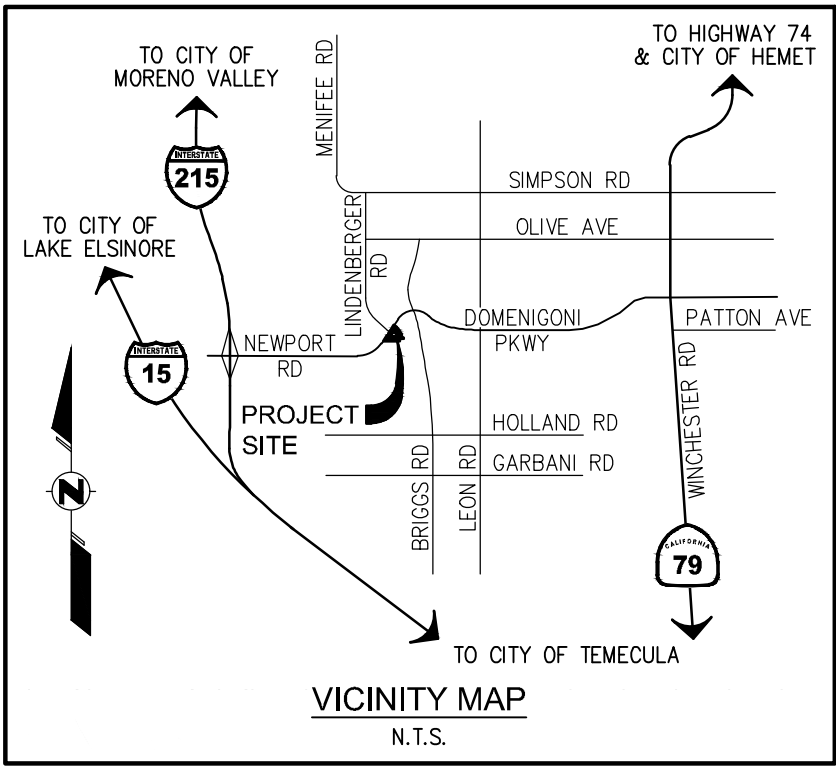 TO CITY OF
MORENO VALLEY
MENIFEE RD
TO HIGHWAY 74
& CITY OF HEMET
INTERSTATE
215
SIMPSON RD
TO CITY OF
LAKE ELSINORE
LINDENBERGER
RD
OLIVE AVE
INTERSTATE
15
NEWPORT
RD
DOMENIGONI
PKWY
PATTON AVE
PROJECT
SITE
HOLLAND RD
GARBANI RD
BRIGGS RD
LEON RD
WINCHESTER RD
N
CALIFORNIA
79
TO CITY OF TEMECULA
VICINITY MAP
N.T.S.